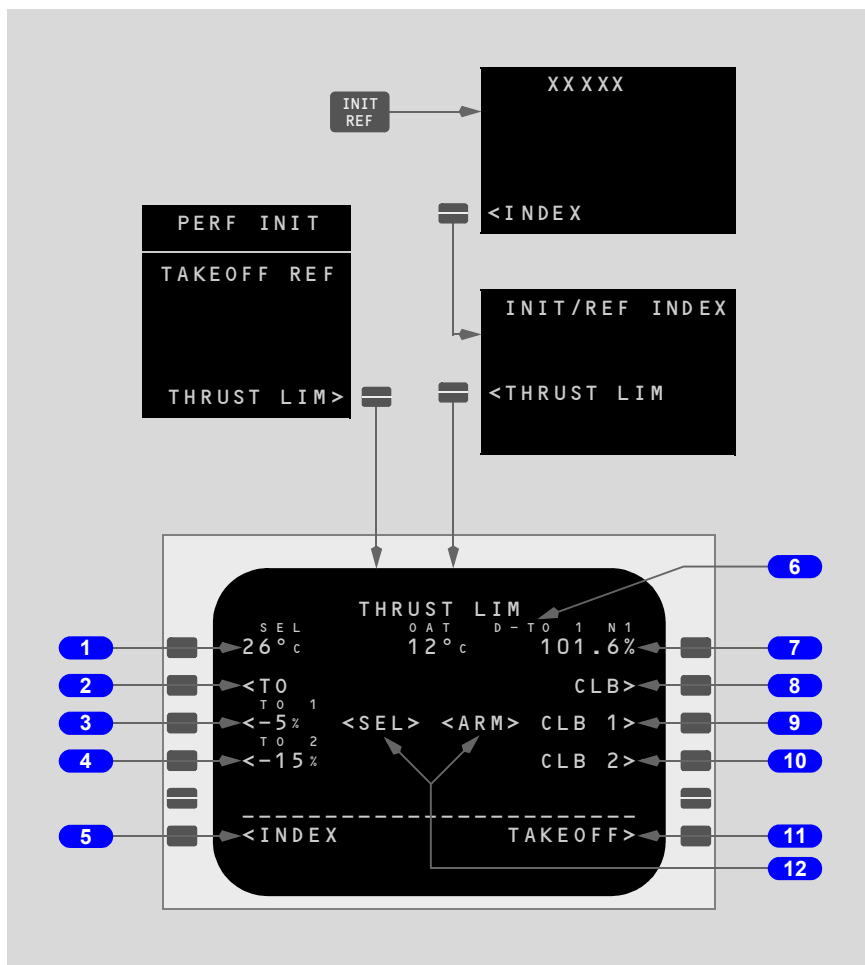 INIT
REF
XXXXX
<INDEX
PERF INIT
TAKEOFF REF
THRUST LIM>
INIT/REF INDEX
<THRUST LIM
6
THRUST LIM
SEL OAT D-TO 1 N1
1 26°C 12°C 101.6% 7
2 <TO CLB> 8
TO 1
3 <-5% <SEL> <ARM> CLB 1> 9
TO 2
4 <-15% CLB 2> 10
------------------------
5 <INDEX TAKEOFF> 11
12